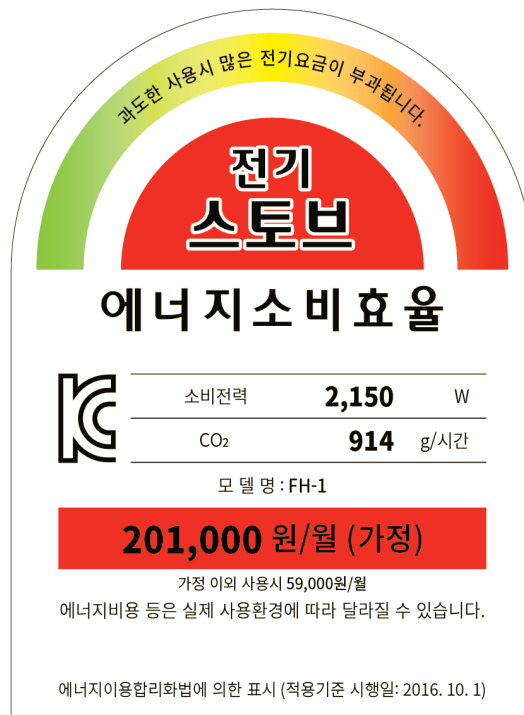 과도한 사용시 많은 전기요금이 부과됩니다.
전기
스토브
에너지소비효율
소비전력 2,150 W
CO₂ 914 g/시간
모 델 명 : FH-1
201,000 원/월 (가정)
가정 이외 사용시 59,000원/월
에너지비용 등은 실제 사용환경에 따라 달라질 수 있습니다.
에너지이용합리화법에 의한 표시 (적용기준 시행일: 2016. 10. 1)